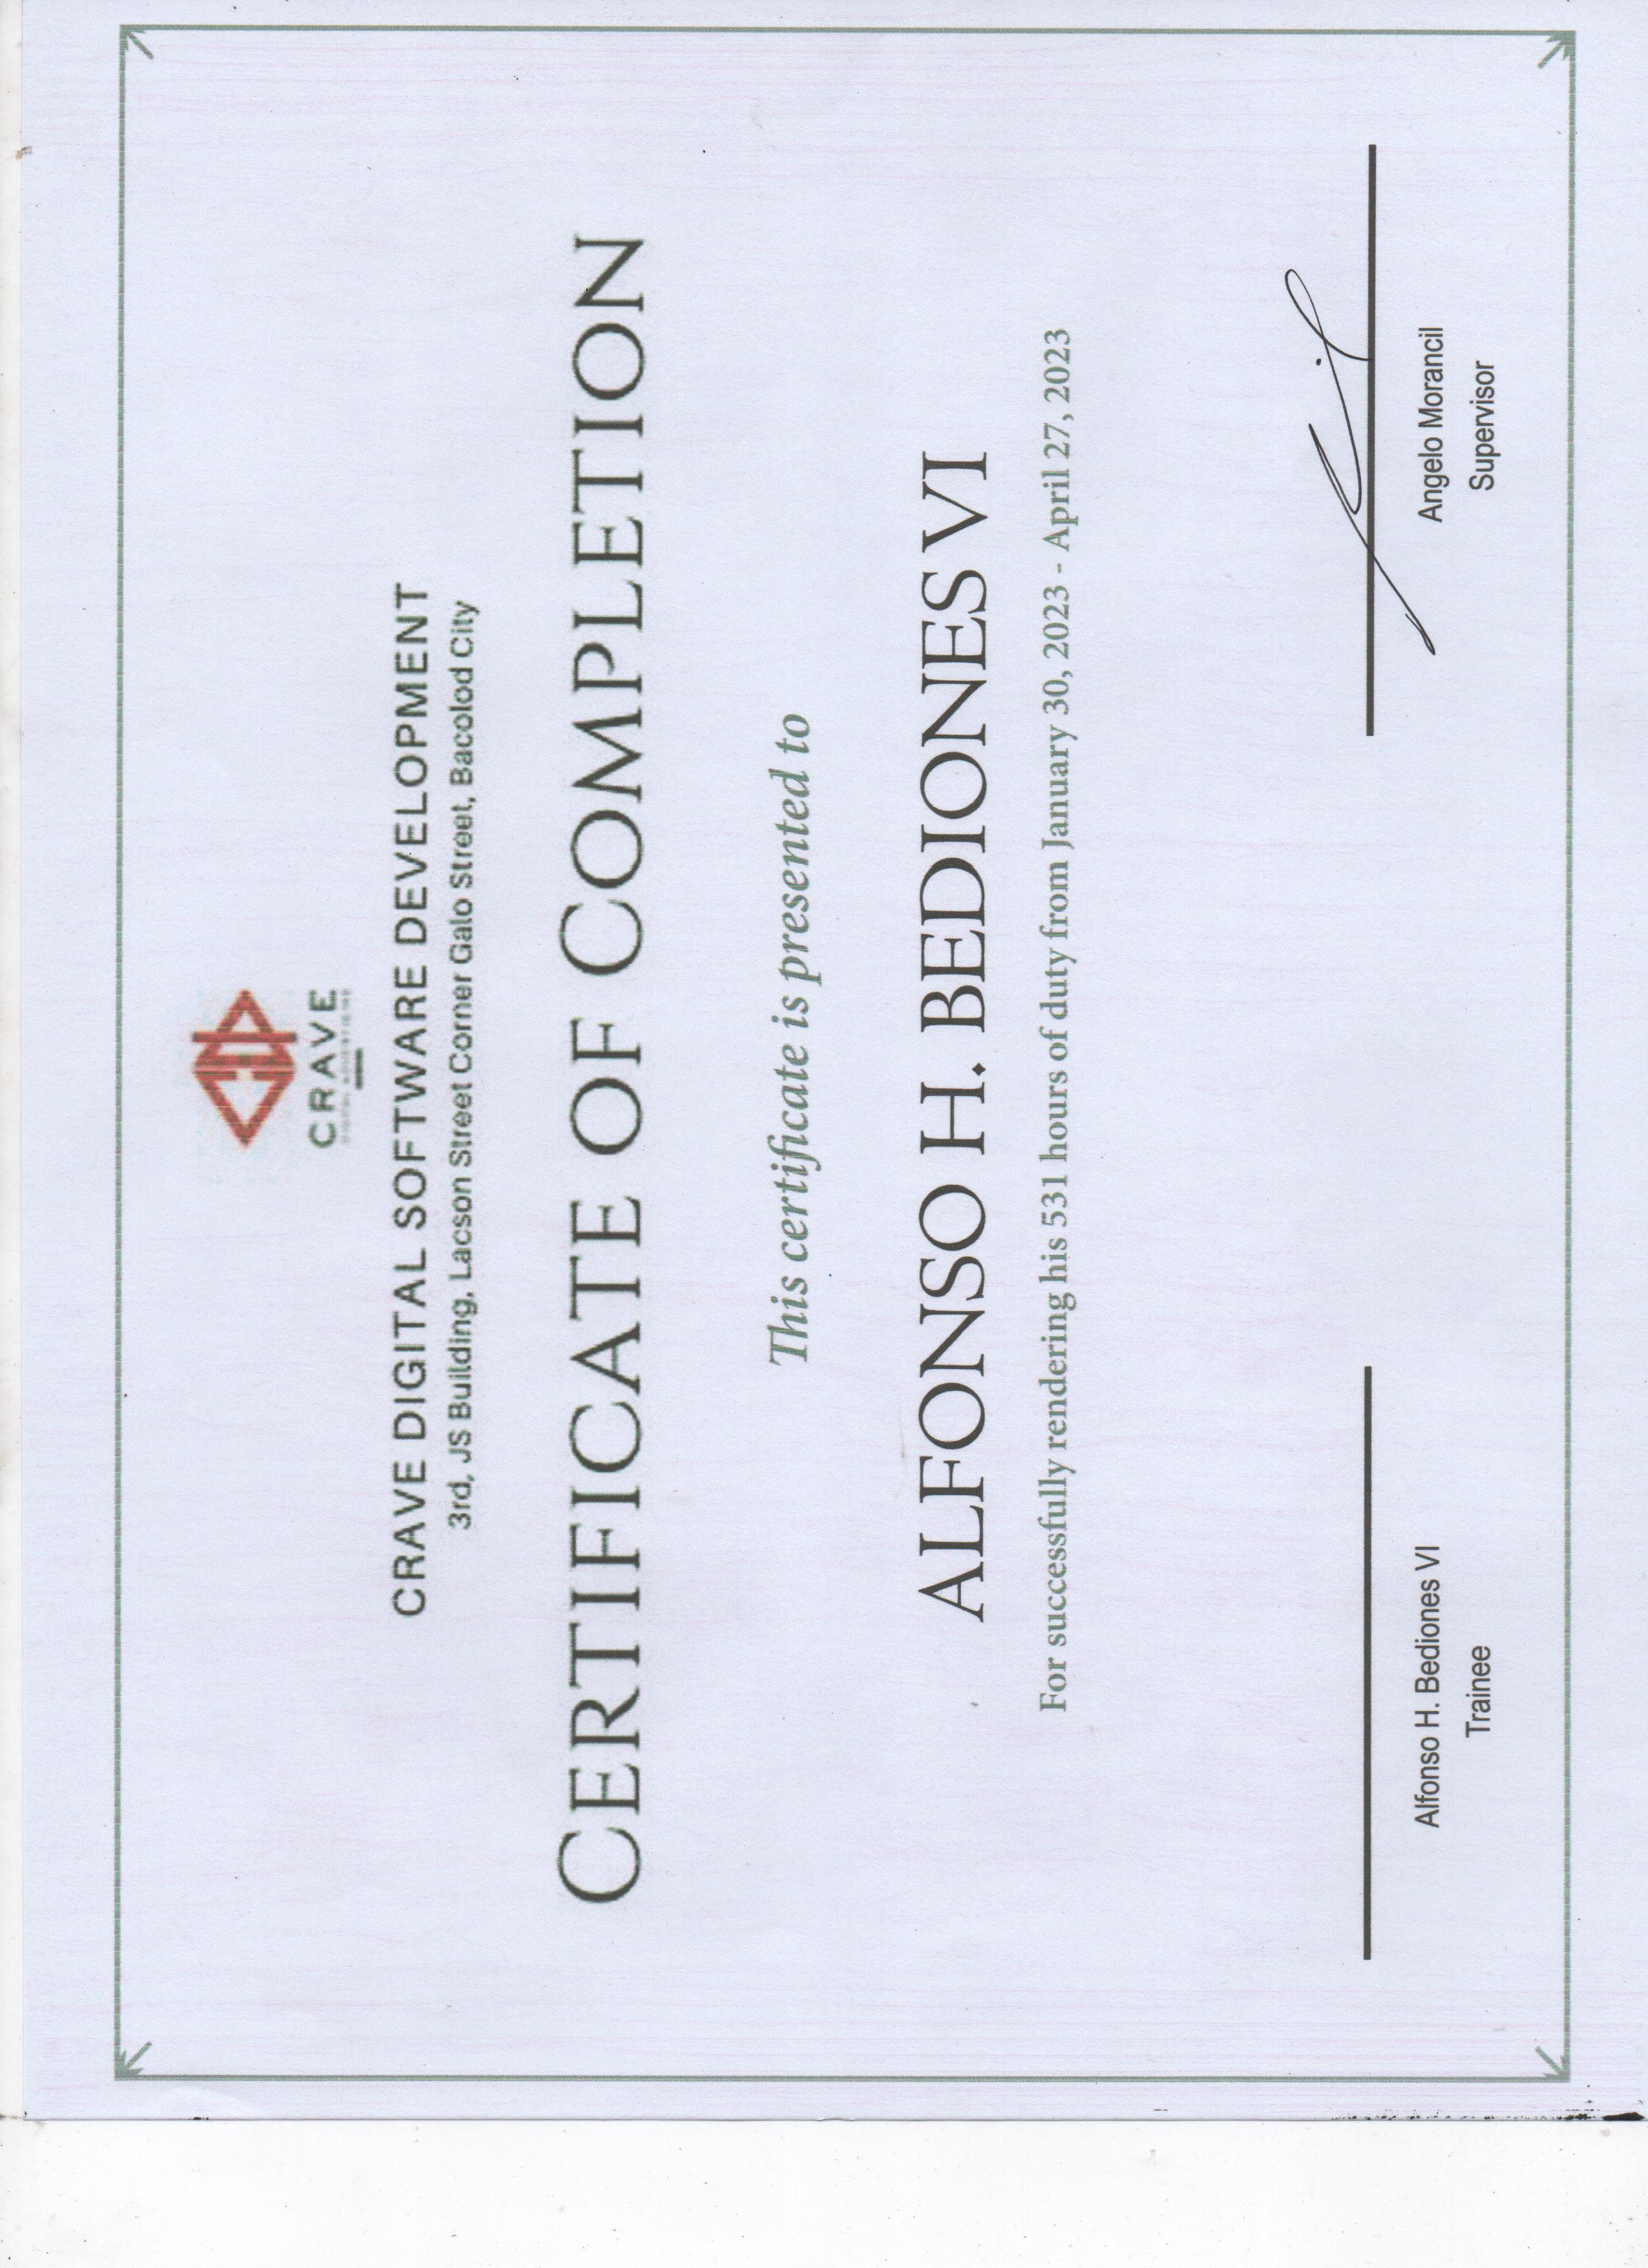 CRAVE
CRAVE DIGITAL SOFTWARE DEVELOPMENT
3rd, JS Building, Lacson Street Corner Galo Street, Bacolod City
CERTIFICATE OF COMPLETION
This certificate is presented to
ALFONSO H. BEDIONES VI
For successfully rendering his 531 hours of duty from January 30, 2023 - April 27, 2023
Alfonso H. Bediones VI
Trainee
Angelo Morancil
Supervisor